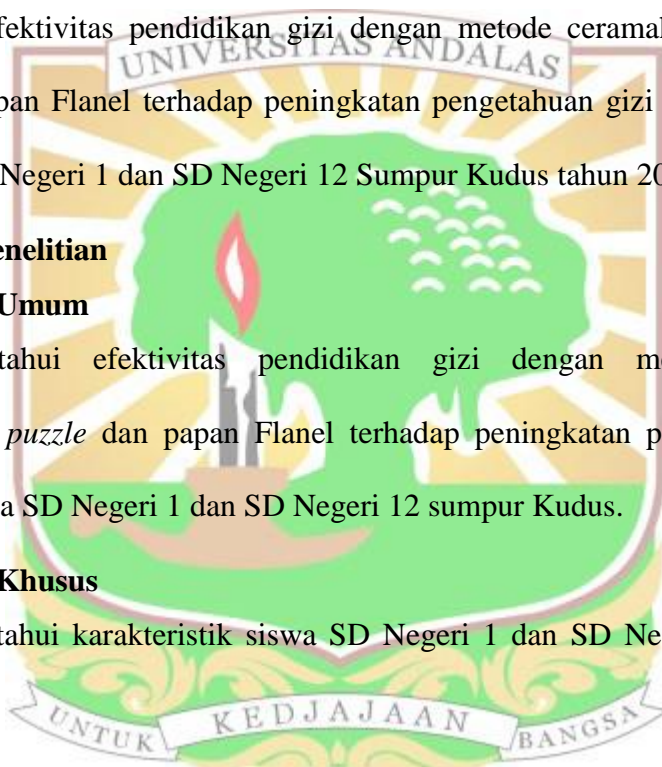 fektivitas pendidikan gizi dengan metode ceramah
UNIVERSITAS ANDALAS
pan Flanel terhadap peningkatan pengetahuan gizi
Negeri 1 dan SD Negeri 12 Sumpur Kudus tahun 20
enelitian
Umum
tahui efektivitas pendidikan gizi dengan me
puzzle dan papan Flanel terhadap peningkatan p
a SD Negeri 1 dan SD Negeri 12 sumpur Kudus.
Khusus
tahui karakteristik siswa SD Negeri 1 dan SD Ne
UNTUK KEDJAJAAN BANGSA